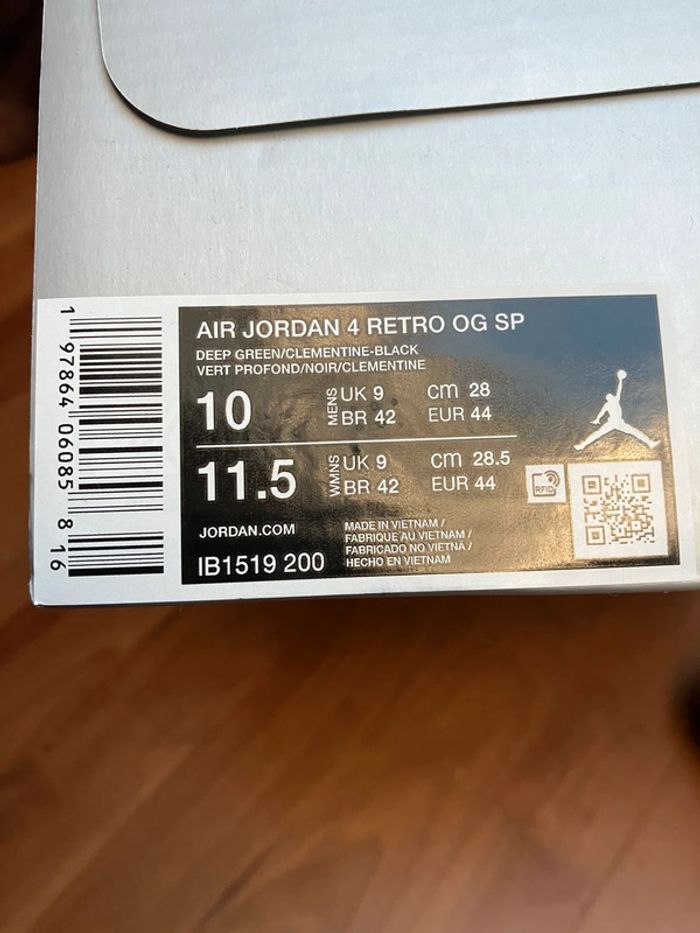 AIR JORDAN 4 RETRO OG SP
DEEP GREEN/CLEMENTINE-BLACK
VERT PROFOND/NOIR/CLEMENTINE
10 MENS UK 9 CM 28
BR 42 EUR 44
11.5 WMNS UK 9 CM 28.5
BR 42 EUR 44
RFID
JORDAN.COM
IB1519 200
MADE IN VIETNAM /
FABRIQUE AU VIETNAM /
FABRICADO NO VIETNÃ /
HECHO EN VIETNAM
1 97864 06085 8 16